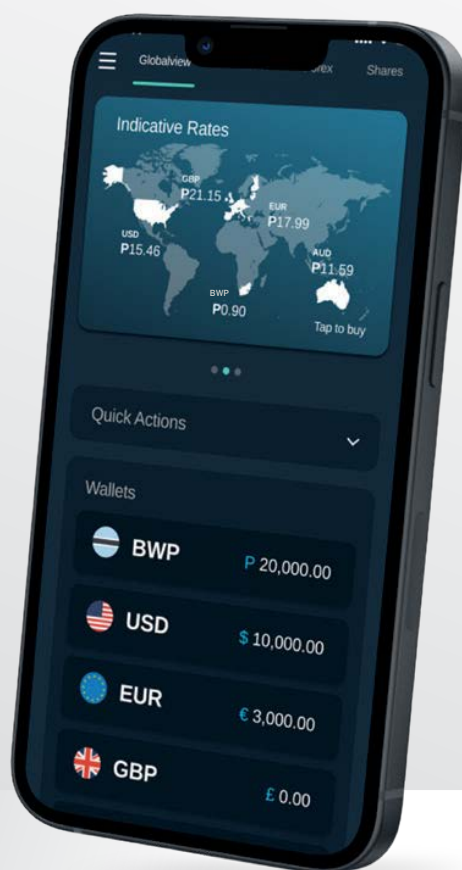 Globalview
Shares
Indicative Rates
GBP
P21.15
EUR
P17.99
USD
P15.46
AUD
P11.59
BWP
P0.90
Tap to buy
Quick Actions
Wallets
BWP P 20,000.00
USD $ 10,000.00
EUR € 3,000.00
GBP £ 0.00